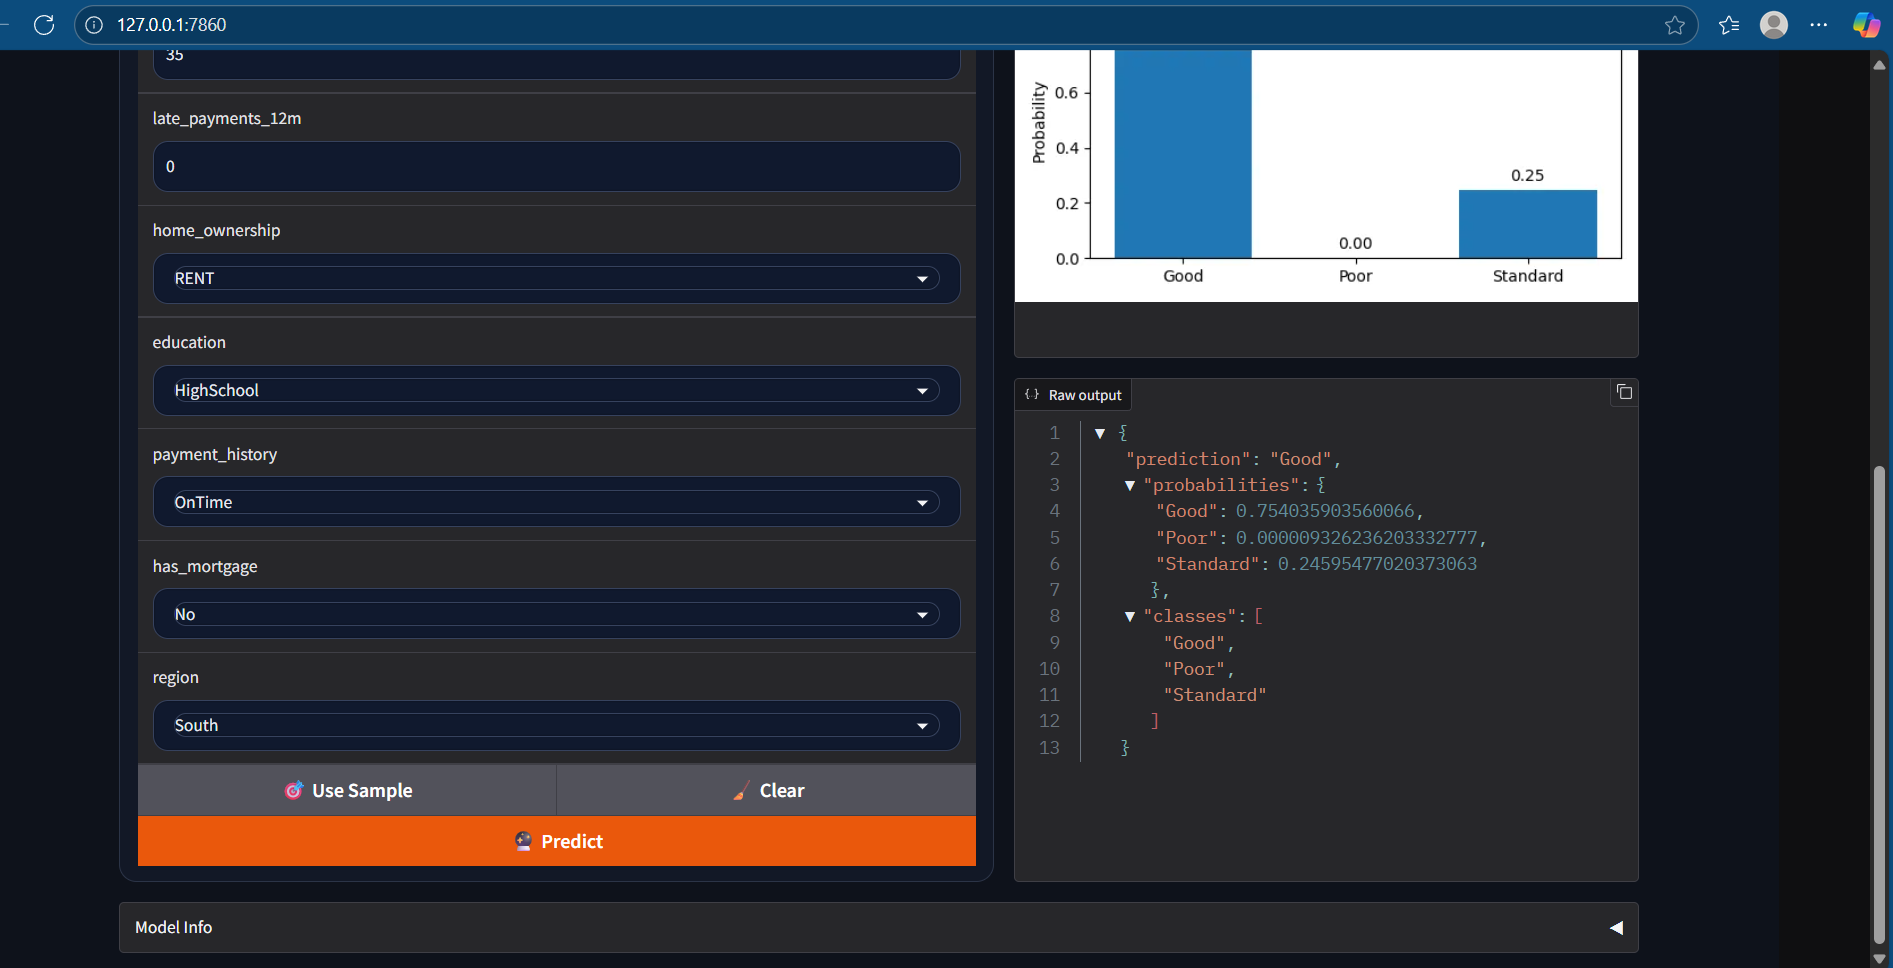 127.0.0.1:7860
35
late_payments_12m
0
home_ownership
RENT
education
HighSchool
payment_history
OnTime
has_mortgage
No
region
South
Use Sample
Clear
Predict
Probability
0.6
0.4
0.2
0.0
0.25
0.00
Good
Poor
Standard
{..} Raw output
1 {
2 "prediction": "Good",
3 "probabilities": {
4 "Good": 0.754035903560066,
5 "Poor": 0.000009326236203332777,
6 "Standard": 0.24595477020373063
7 },
8 "classes": [
9 "Good",
10 "Poor",
11 "Standard"
12 ]
13 }
Model Info